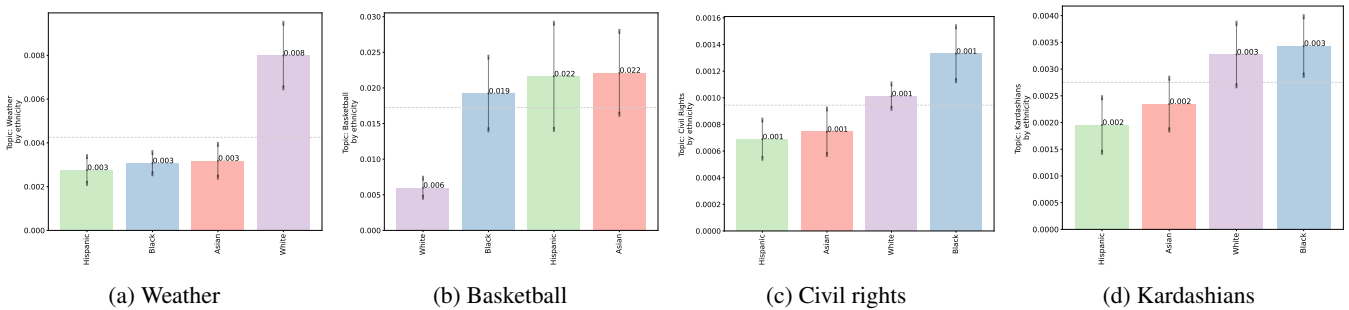 Topic: Weather
by ethnicity
0.008
0.006
0.004
0.002
0.000
0.003
0.003
0.003
0.008
Hispanic
Black
Asian
White
(a) Weather
Topic: Basketball
by ethnicity
0.030
0.025
0.020
0.015
0.010
0.005
0.000
0.006
0.019
0.022
0.022
White
Black
Hispanic
Asian
(b) Basketball
Topic: Civil Rights
by ethnicity
0.0016
0.0014
0.0012
0.0010
0.0008
0.0006
0.0004
0.0002
0.0000
0.001
0.001
0.001
0.001
Hispanic
Asian
White
Black
(c) Civil rights
Topic: Kardashians
by ethnicity
0.0040
0.0035
0.0030
0.0025
0.0020
0.0015
0.0010
0.0005
0.0000
0.002
0.002
0.003
0.003
Hispanic
Asian
White
Black
(d) Kardashians